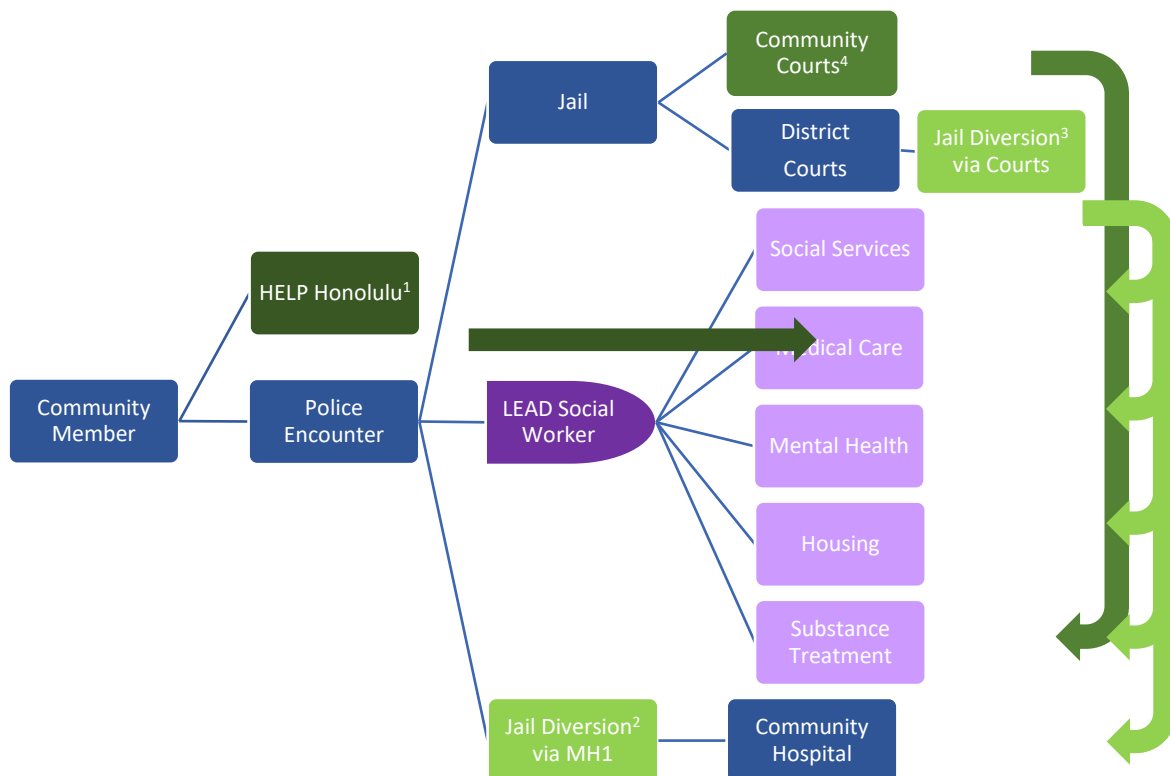 Community
Courts4
Jail
District
Courts
Jail Diversion3
via Courts
Social Services
HELP Honolulu1
Medical Care
Community
Member
Police
Encounter
LEAD Social
Worker
Mental Health
Housing
Substance
Treatment
Jail Diversion2
via MH1
Community
Hospital